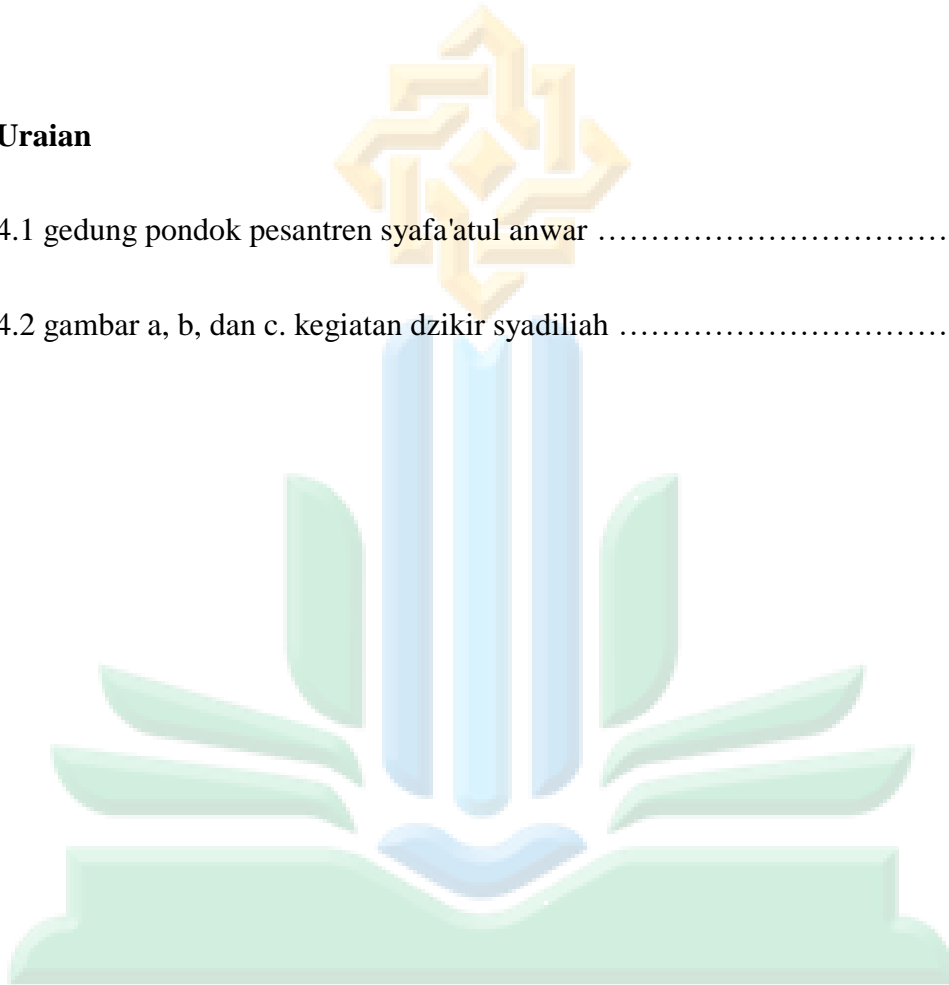 Uraian
4.1 gedung pondok pesantren syafa'atul anwar ……………………………
4.2 gambar a, b, dan c. kegiatan dzikir syadiliah ……………………………